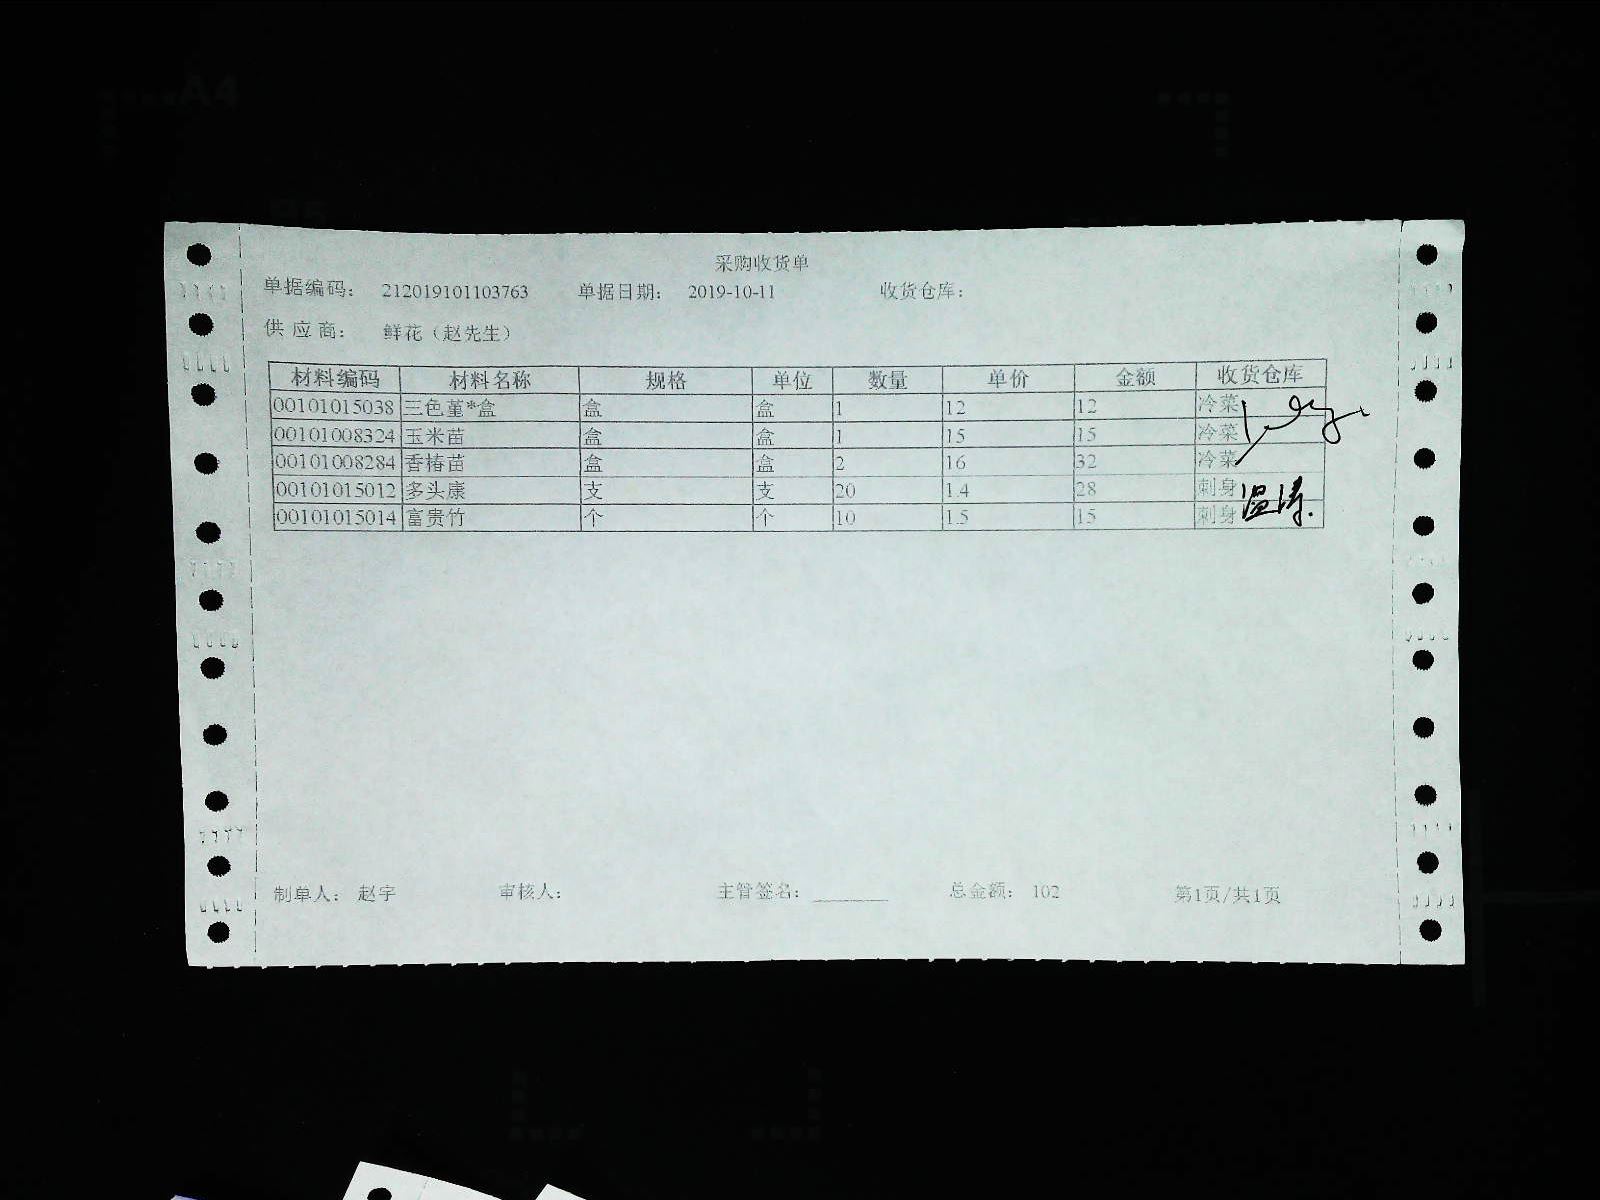 采购收货单
单据编码: 212019101103763 单据日期: 2019-10-11 收货仓库:
供应商: 鲜花（赵先生）
材料编码 材料名称 规格 单位 数量 单价 金额 收货仓库
00101015038 三色堇*盒 盒 盒 1 12 12 冷菜
00101008324 玉米苗 盒 盒 1 15 15 冷菜
00101008284 香椿苗 盒 盒 2 16 32 冷菜
00101015012 多头康 支 支 20 1.4 28 刺身
00101015014 富贵竹 个 个 10 1.5 15 刺身
制单人: 赵宇 审核人: 主管签名: 总金额: 102 第1页/共1页